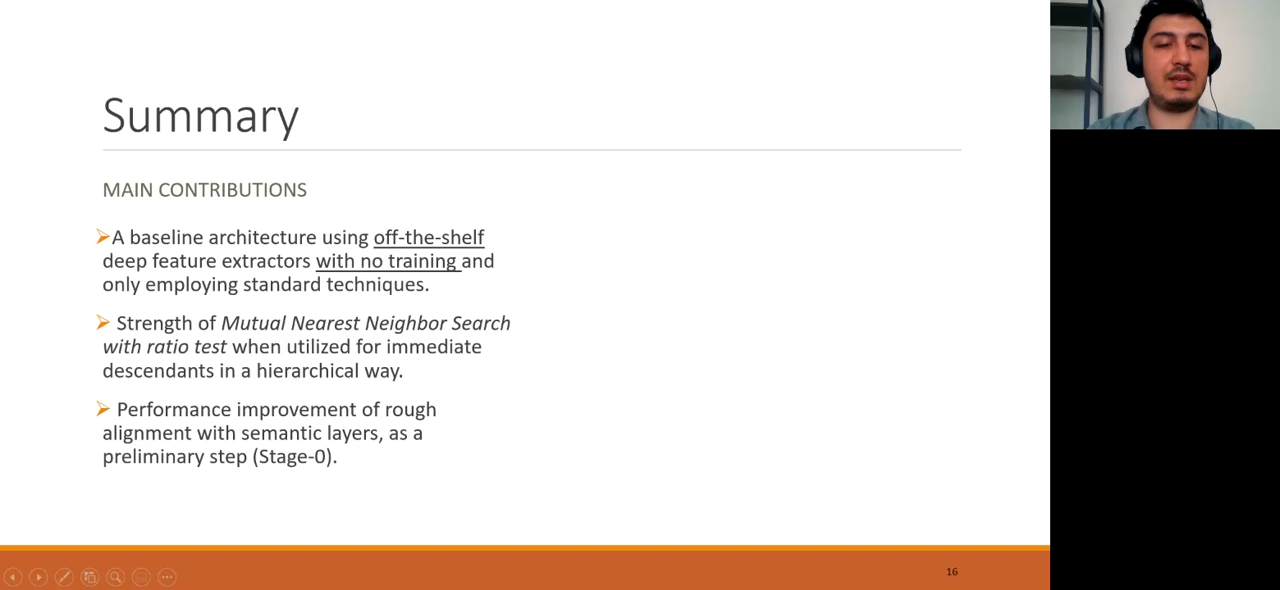 Summary
MAIN CONTRIBUTIONS
➢A baseline architecture using off-the-shelf
deep feature extractors with no training and
only employing standard techniques.
➢ Strength of Mutual Nearest Neighbor Search
with ratio test when utilized for immediate
descendants in a hierarchical way.
➢ Performance improvement of rough
alignment with semantic layers, as a
preliminary step (Stage-0).
16